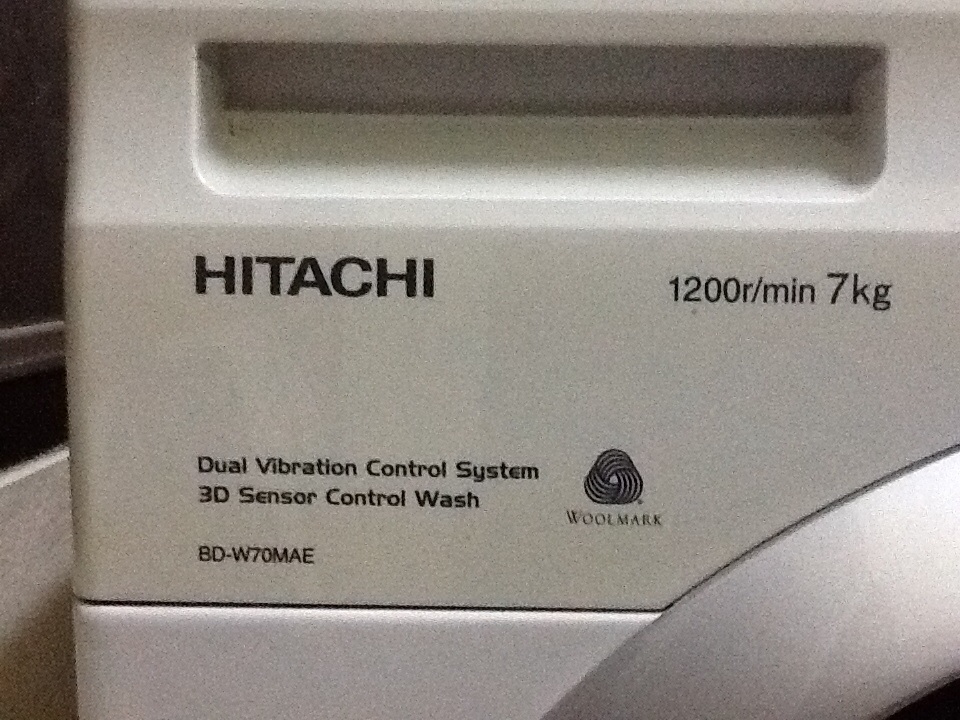 HITACHI
1200r/min 7kg
Dual Vibration Control System
3D Sensor Control Wash
WOOLMARK
BD-W70MAE